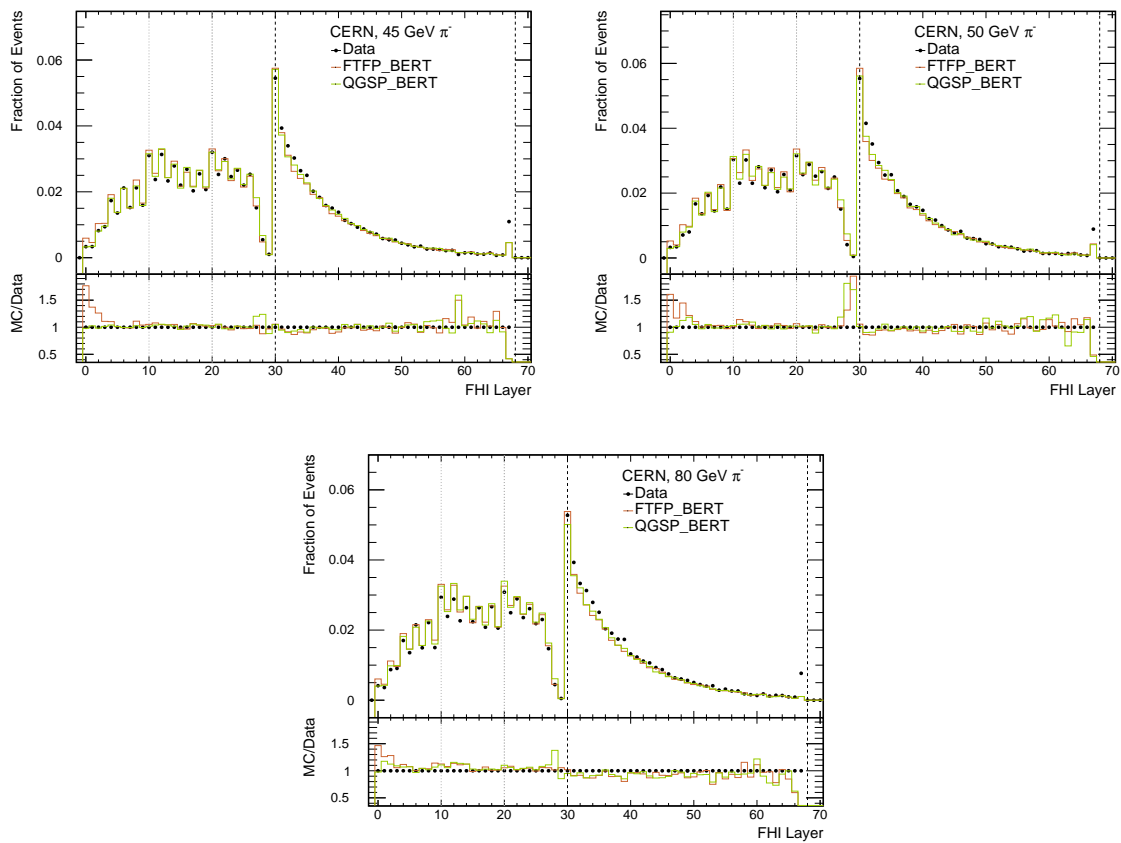 CERN, 45 GeV π⁻
Data
FTFP_BERT
QGSP_BERT
Fraction of Events
0.06
0.04
0.02
0
MC/Data
1.5
1
0.5
0 10 20 30 40 50 60 70
FHI Layer
CERN, 50 GeV π⁻
Data
FTFP_BERT
QGSP_BERT
Fraction of Events
0.06
0.04
0.02
0
MC/Data
1.5
1
0.5
0 10 20 30 40 50 60 70
FHI Layer
CERN, 80 GeV π⁻
Data
FTFP_BERT
QGSP_BERT
Fraction of Events
0.06
0.04
0.02
0
MC/Data
1.5
1
0.5
0 10 20 30 40 50 60 70
FHI Layer